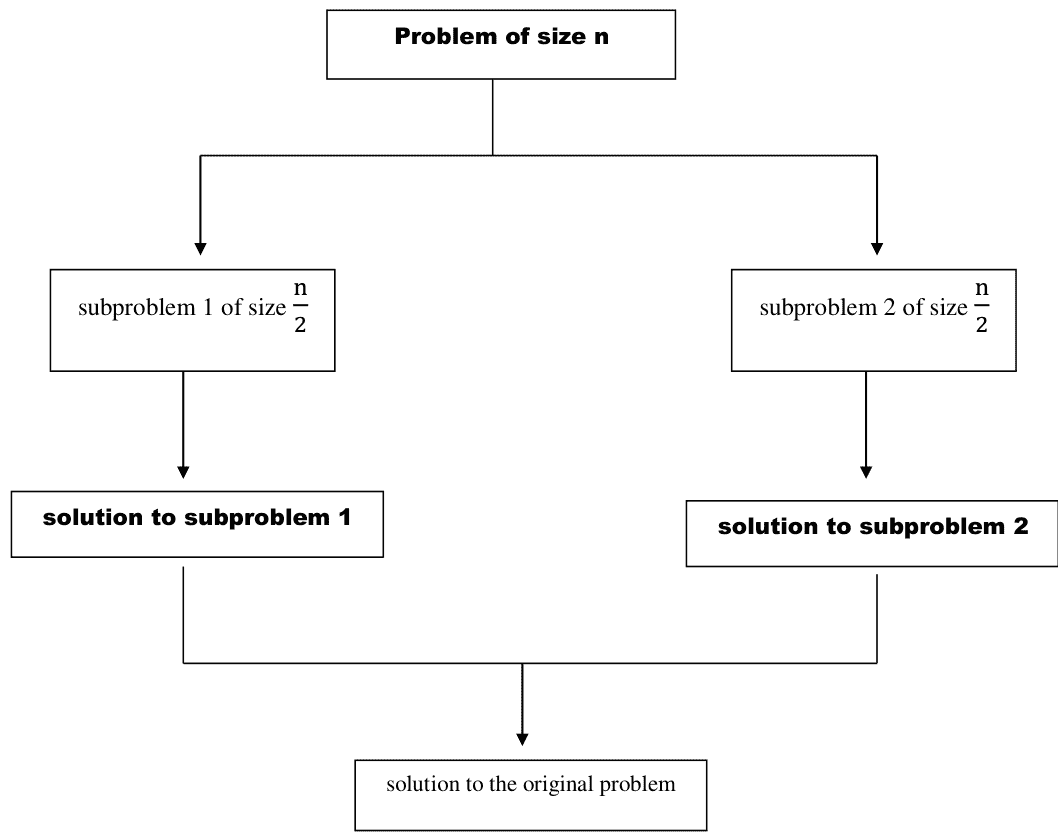 Problem of size n
subproblem 1 of size n/2
subproblem 2 of size n/2
solution to subproblem 1
solution to subproblem 2
solution to the original problem